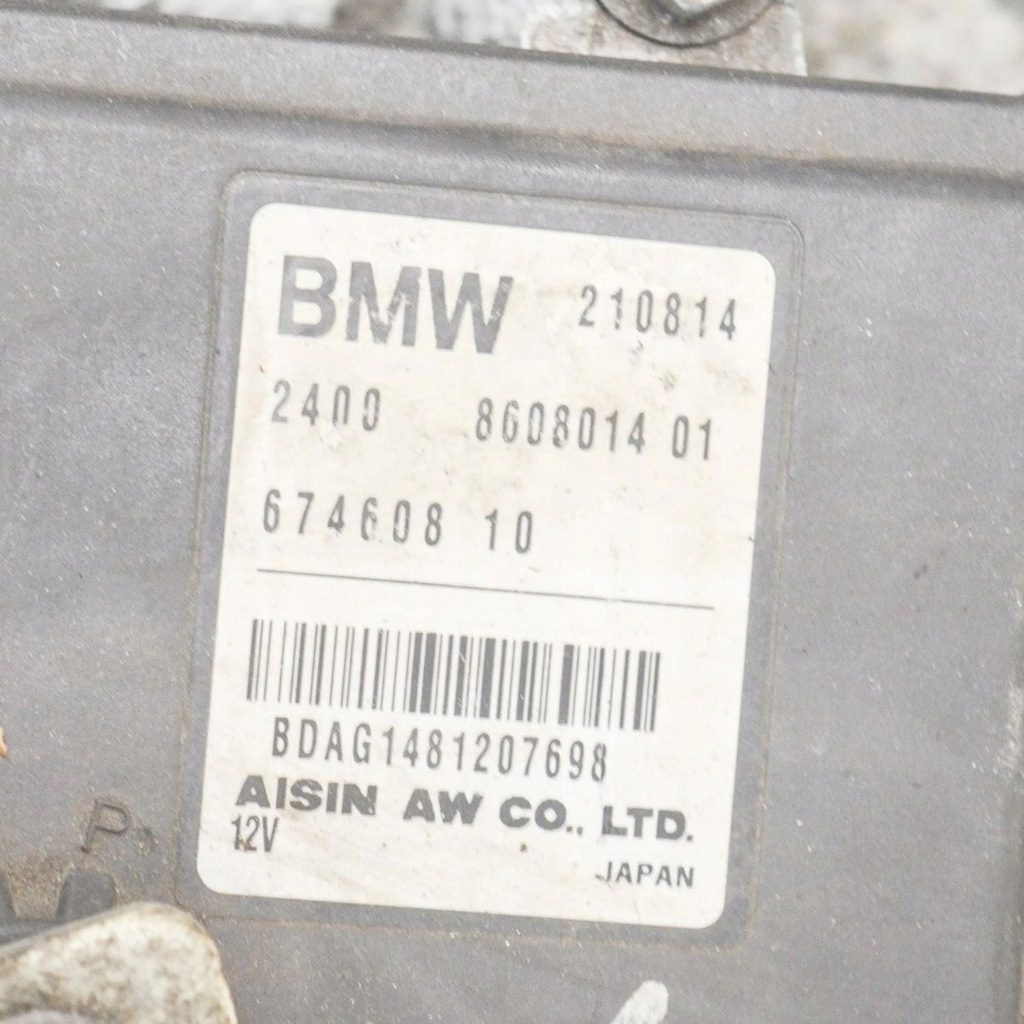 BMW 210814
2400 8608014 01
674608 10
BDAG1481207698
AISIN AW CO., LTD.
12V
JAPAN
P